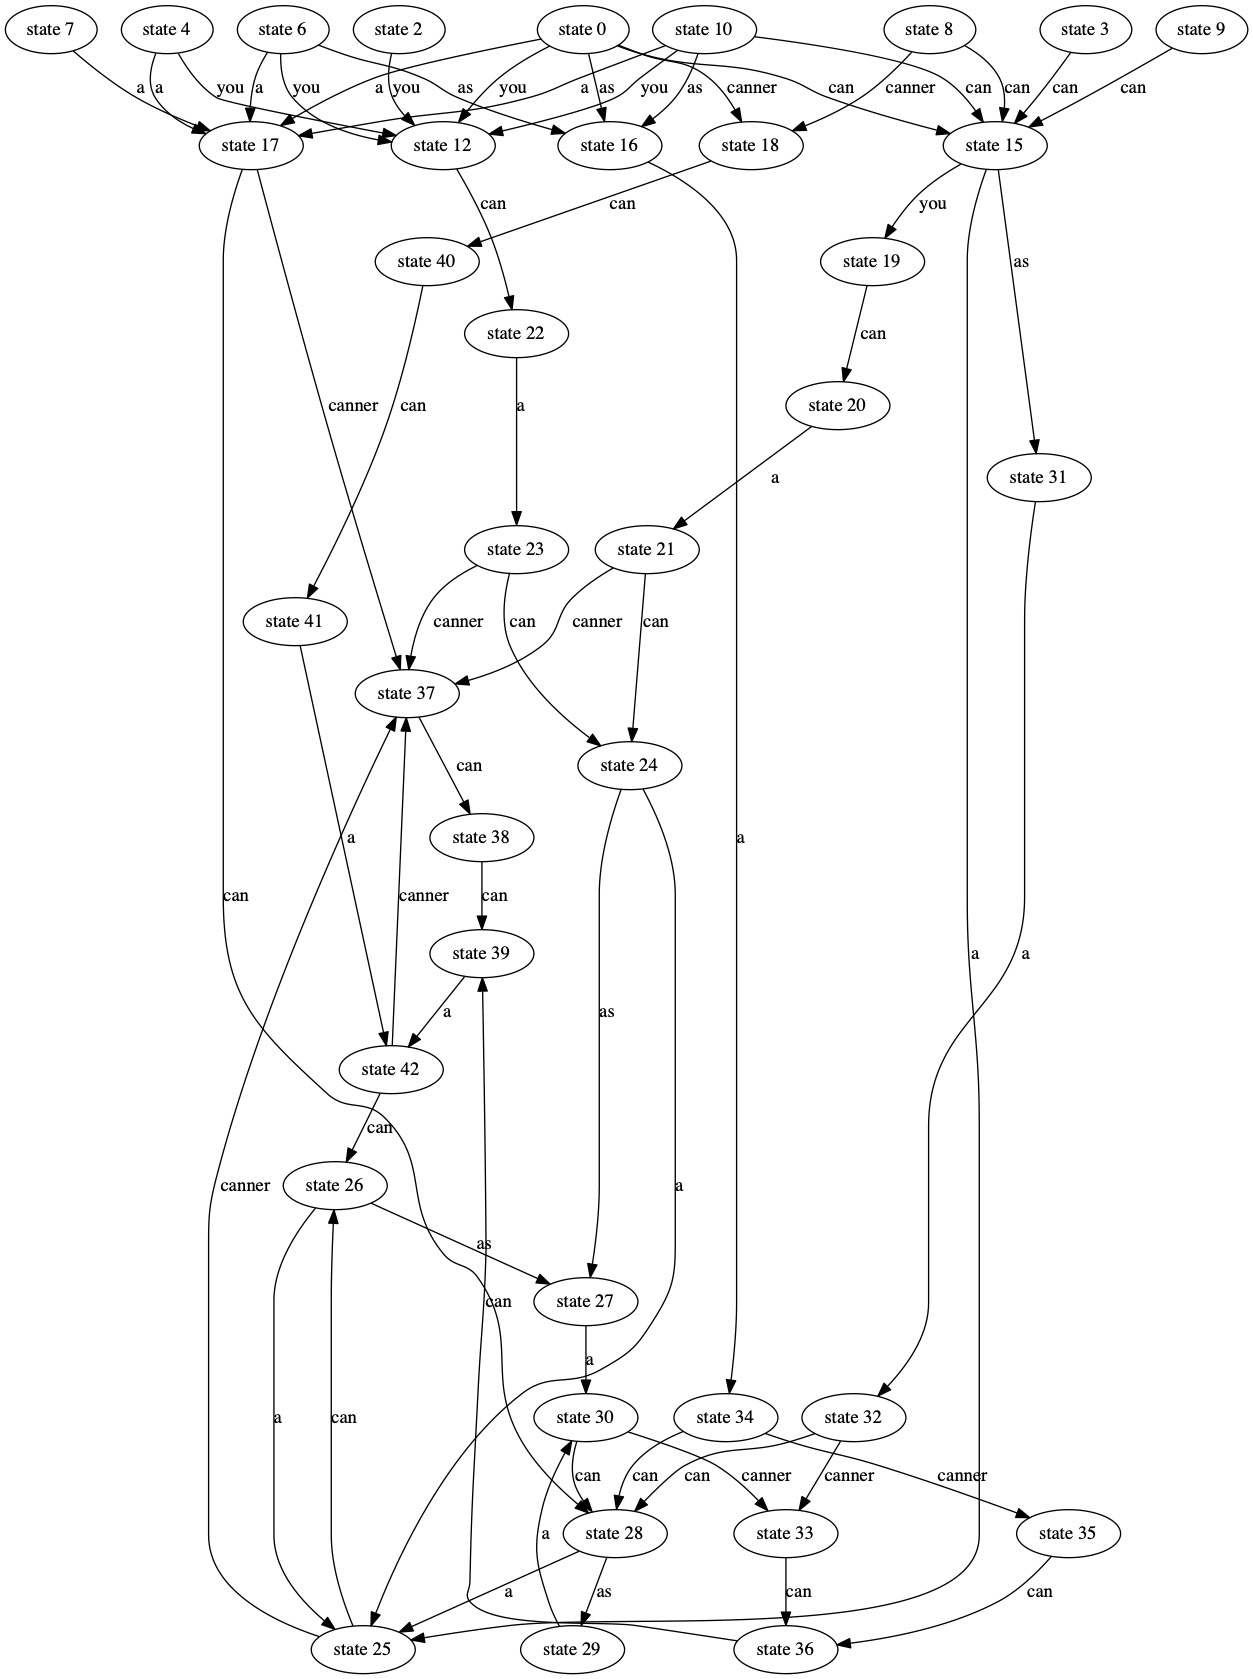 state 7
state 4
state 6
state 2
state 0
state 10
state 8
state 3
state 9
a
a
you
a
you
as
you
a
you
as
a
you
as
canner
can
canner
can
can
can
can
state 17
state 12
state 16
state 18
state 15
can
can
you
state 40
state 19
as
state 22
can
canner
can
a
state 20
a
state 31
state 23
state 21
state 41
canner
can
canner
can
state 37
can
state 24
a
canner
state 38
a
can
can
state 39
a
a
as
a
state 42
can
canner
state 26
a
as
can
state 27
a
a
can
state 30
state 34
state 32
can
canner
can
can
canner
canner
a
state 28
state 33
state 35
a
as
can
can
state 25
state 29
state 36